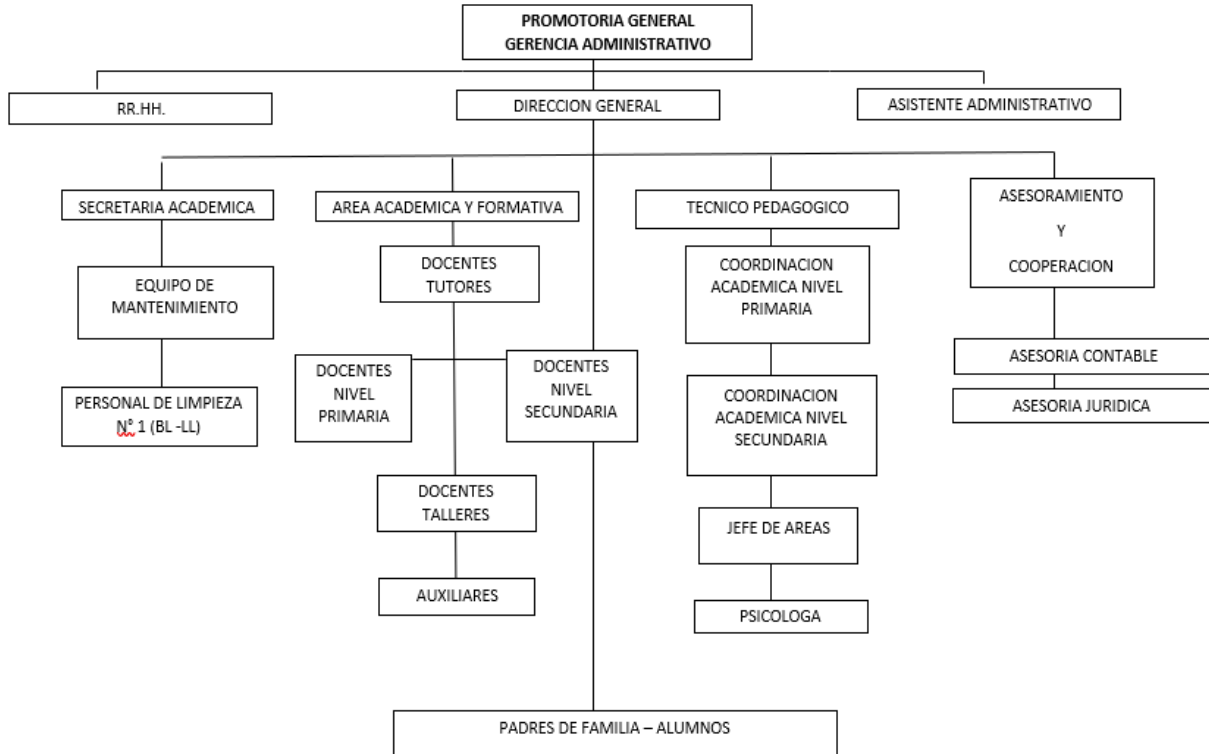 PROMOTORIA GENERAL
GERENCIA ADMINISTRATIVO
RR.HH.
DIRECCION GENERAL
ASISTENTE ADMINISTRATIVO
SECRETARIA ACADEMICA
AREA ACADEMICA Y FORMATIVA
TECNICO PEDAGOGICO
ASESORAMIENTO
Y
COOPERACION
EQUIPO DE
MANTENIMIENTO
PERSONAL DE LIMPIEZA
N° 1 (BL -LL)
DOCENTES
TUTORES
DOCENTES
NIVEL
PRIMARIA
DOCENTES
NIVEL
SECUNDARIA
DOCENTES
TALLERES
AUXILIARES
COORDINACION
ACADEMICA NIVEL
PRIMARIA
COORDINACION
ACADEMICA NIVEL
SECUNDARIA
JEFE DE AREAS
PSICOLOGA
ASESORIA CONTABLE
ASESORIA JURIDICA
PADRES DE FAMILIA – ALUMNOS